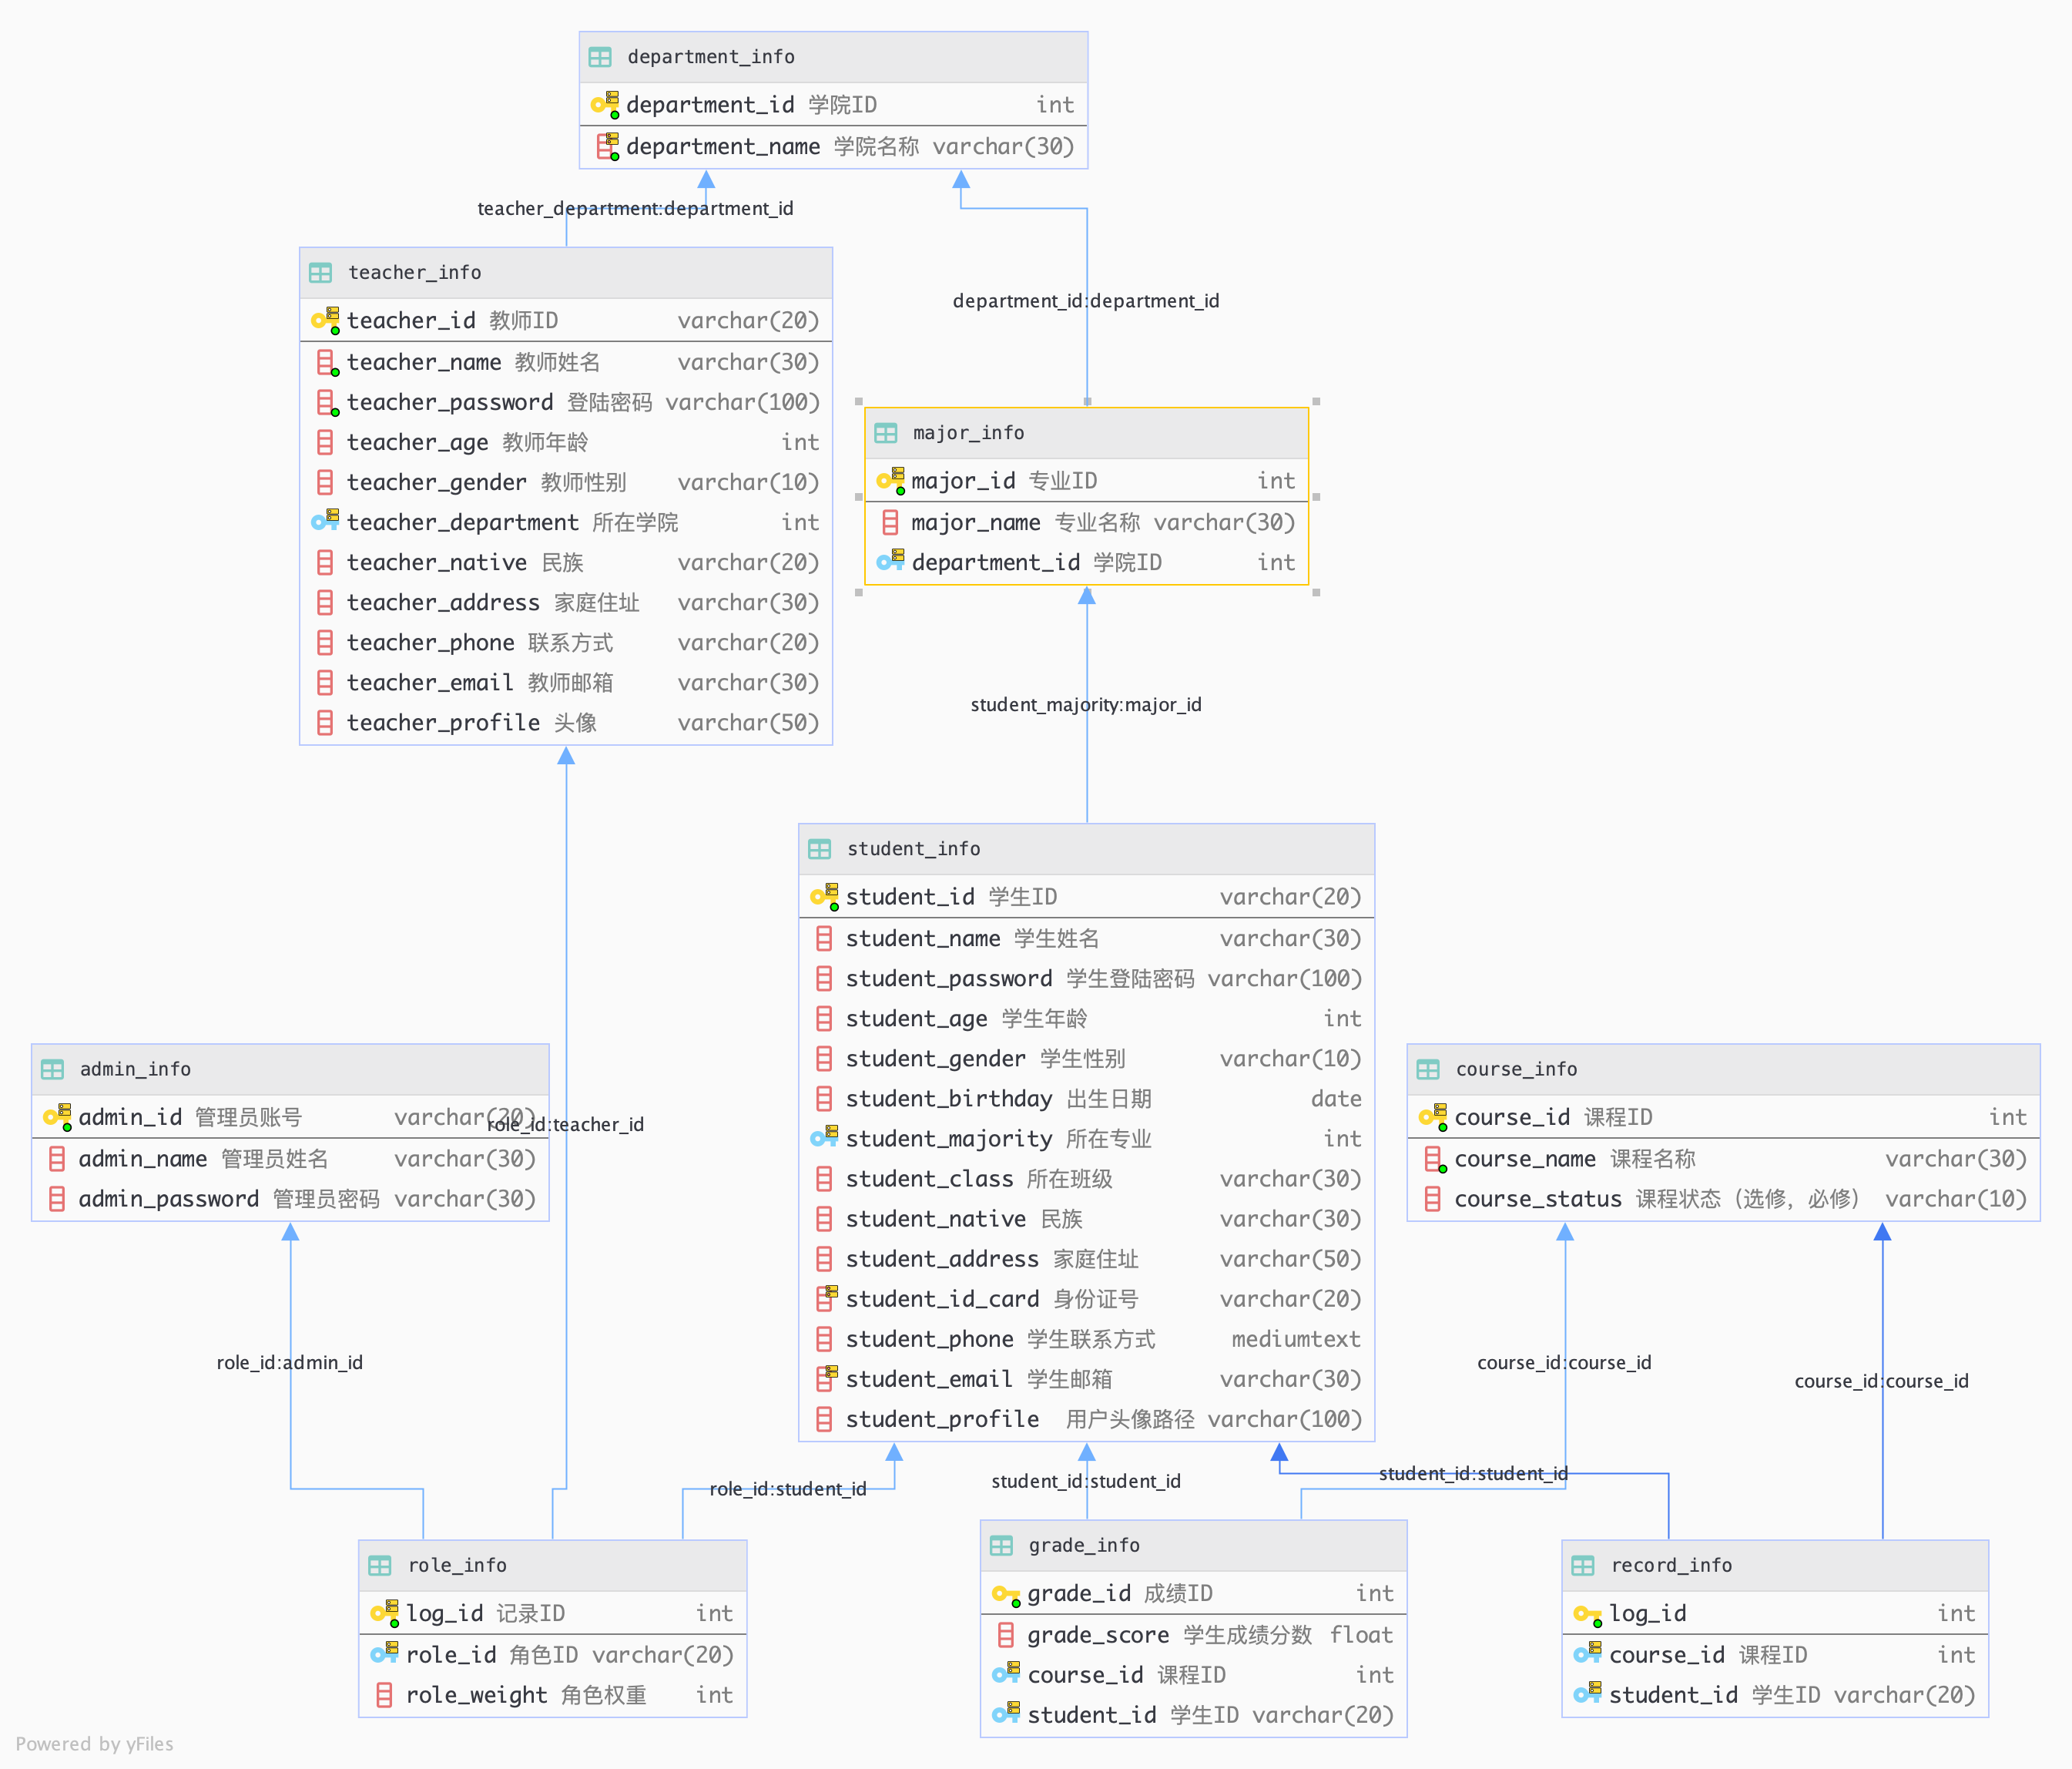 department_info
department_id 学院ID int
department_name 学院名称 varchar(30)
teacher_department:department_id
department_id:department_id
teacher_info
teacher_id 教师ID varchar(20)
teacher_name 教师姓名 varchar(30)
teacher_password 登陆密码 varchar(100)
teacher_age 教师年龄 int
teacher_gender 教师性别 varchar(10)
teacher_department 所在学院 int
teacher_native 民族 varchar(20)
teacher_address 家庭住址 varchar(30)
teacher_phone 联系方式 varchar(20)
teacher_email 教师邮箱 varchar(30)
teacher_profile 头像 varchar(50)
major_info
major_id 专业ID int
major_name 专业名称 varchar(30)
department_id 学院ID int
student_majority:major_id
student_info
student_id 学生ID varchar(20)
student_name 学生姓名 varchar(30)
student_password 学生登陆密码 varchar(100)
student_age 学生年龄 int
student_gender 学生性别 varchar(10)
student_birthday 出生日期 date
student_majority 所在专业 int
student_class 所在班级 varchar(30)
student_native 民族 varchar(30)
student_address 家庭住址 varchar(50)
student_id_card 身份证号 varchar(20)
student_phone 学生联系方式 mediumtext
student_email 学生邮箱 varchar(30)
student_profile 用户头像路径 varchar(100)
admin_info
admin_id 管理员账号 varchar(20)
admin_name 管理员姓名 varchar(30)
admin_password 管理员密码 varchar(30)
role_id:teacher_id
course_info
course_id 课程ID int
course_name 课程名称 varchar(30)
course_status 课程状态（选修，必修） varchar(10)
role_id:admin_id
course_id:course_id
course_id:course_id
role_id:student_id
student_id:student_id
student_id:student_id
role_info
log_id 记录ID int
role_id 角色ID varchar(20)
role_weight 角色权重 int
grade_info
grade_id 成绩ID int
grade_score 学生成绩分数 float
course_id 课程ID int
student_id 学生ID varchar(20)
record_info
log_id int
course_id 课程ID int
student_id 学生ID varchar(20)
Powered by yFiles